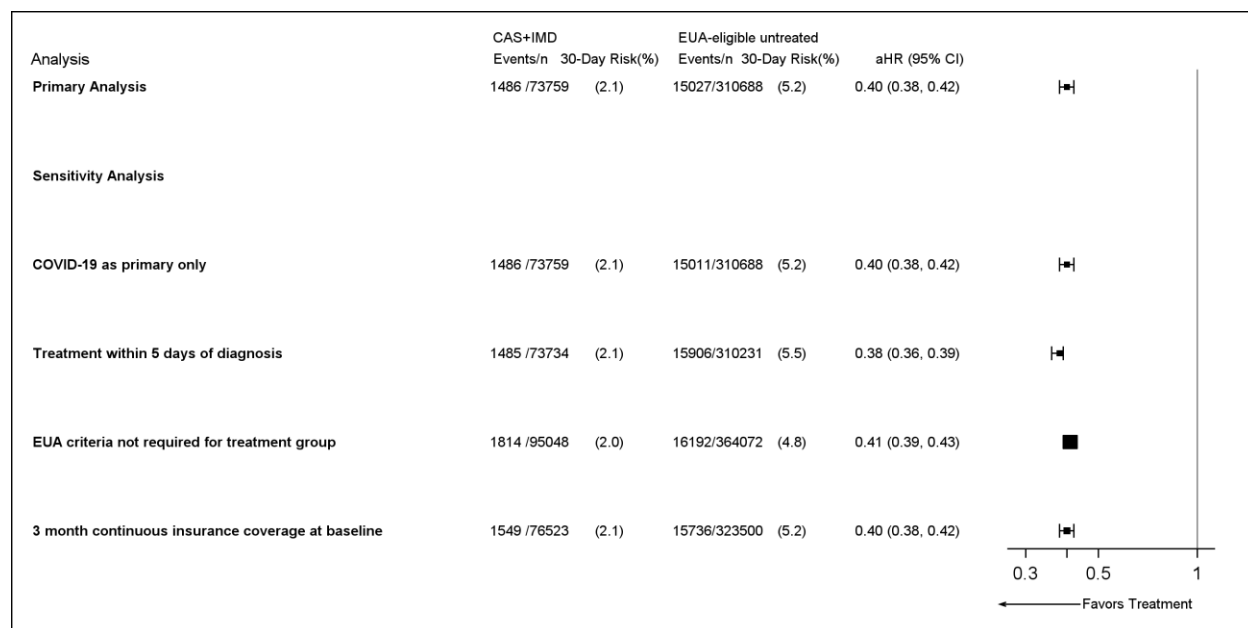 CAS+IMD EUA-eligible untreated
Analysis Events/n 30-Day Risk(%) Events/n 30-Day Risk(%) aHR (95% CI)
Primary Analysis 1486 /73759 (2.1) 15027/310688 (5.2) 0.40 (0.38, 0.42)
Sensitivity Analysis
COVID-19 as primary only 1486 /73759 (2.1) 15011/310688 (5.2) 0.40 (0.38, 0.42)
Treatment within 5 days of diagnosis 1485 /73734 (2.1) 15906/310231 (5.5) 0.38 (0.36, 0.39)
EUA criteria not required for treatment group 1814 /95048 (2.0) 16192/364072 (4.8) 0.41 (0.39, 0.43)
3 month continuous insurance coverage at baseline 1549 /76523 (2.1) 15736/323500 (5.2) 0.40 (0.38, 0.42)
0.3 0.5 1
Favors Treatment